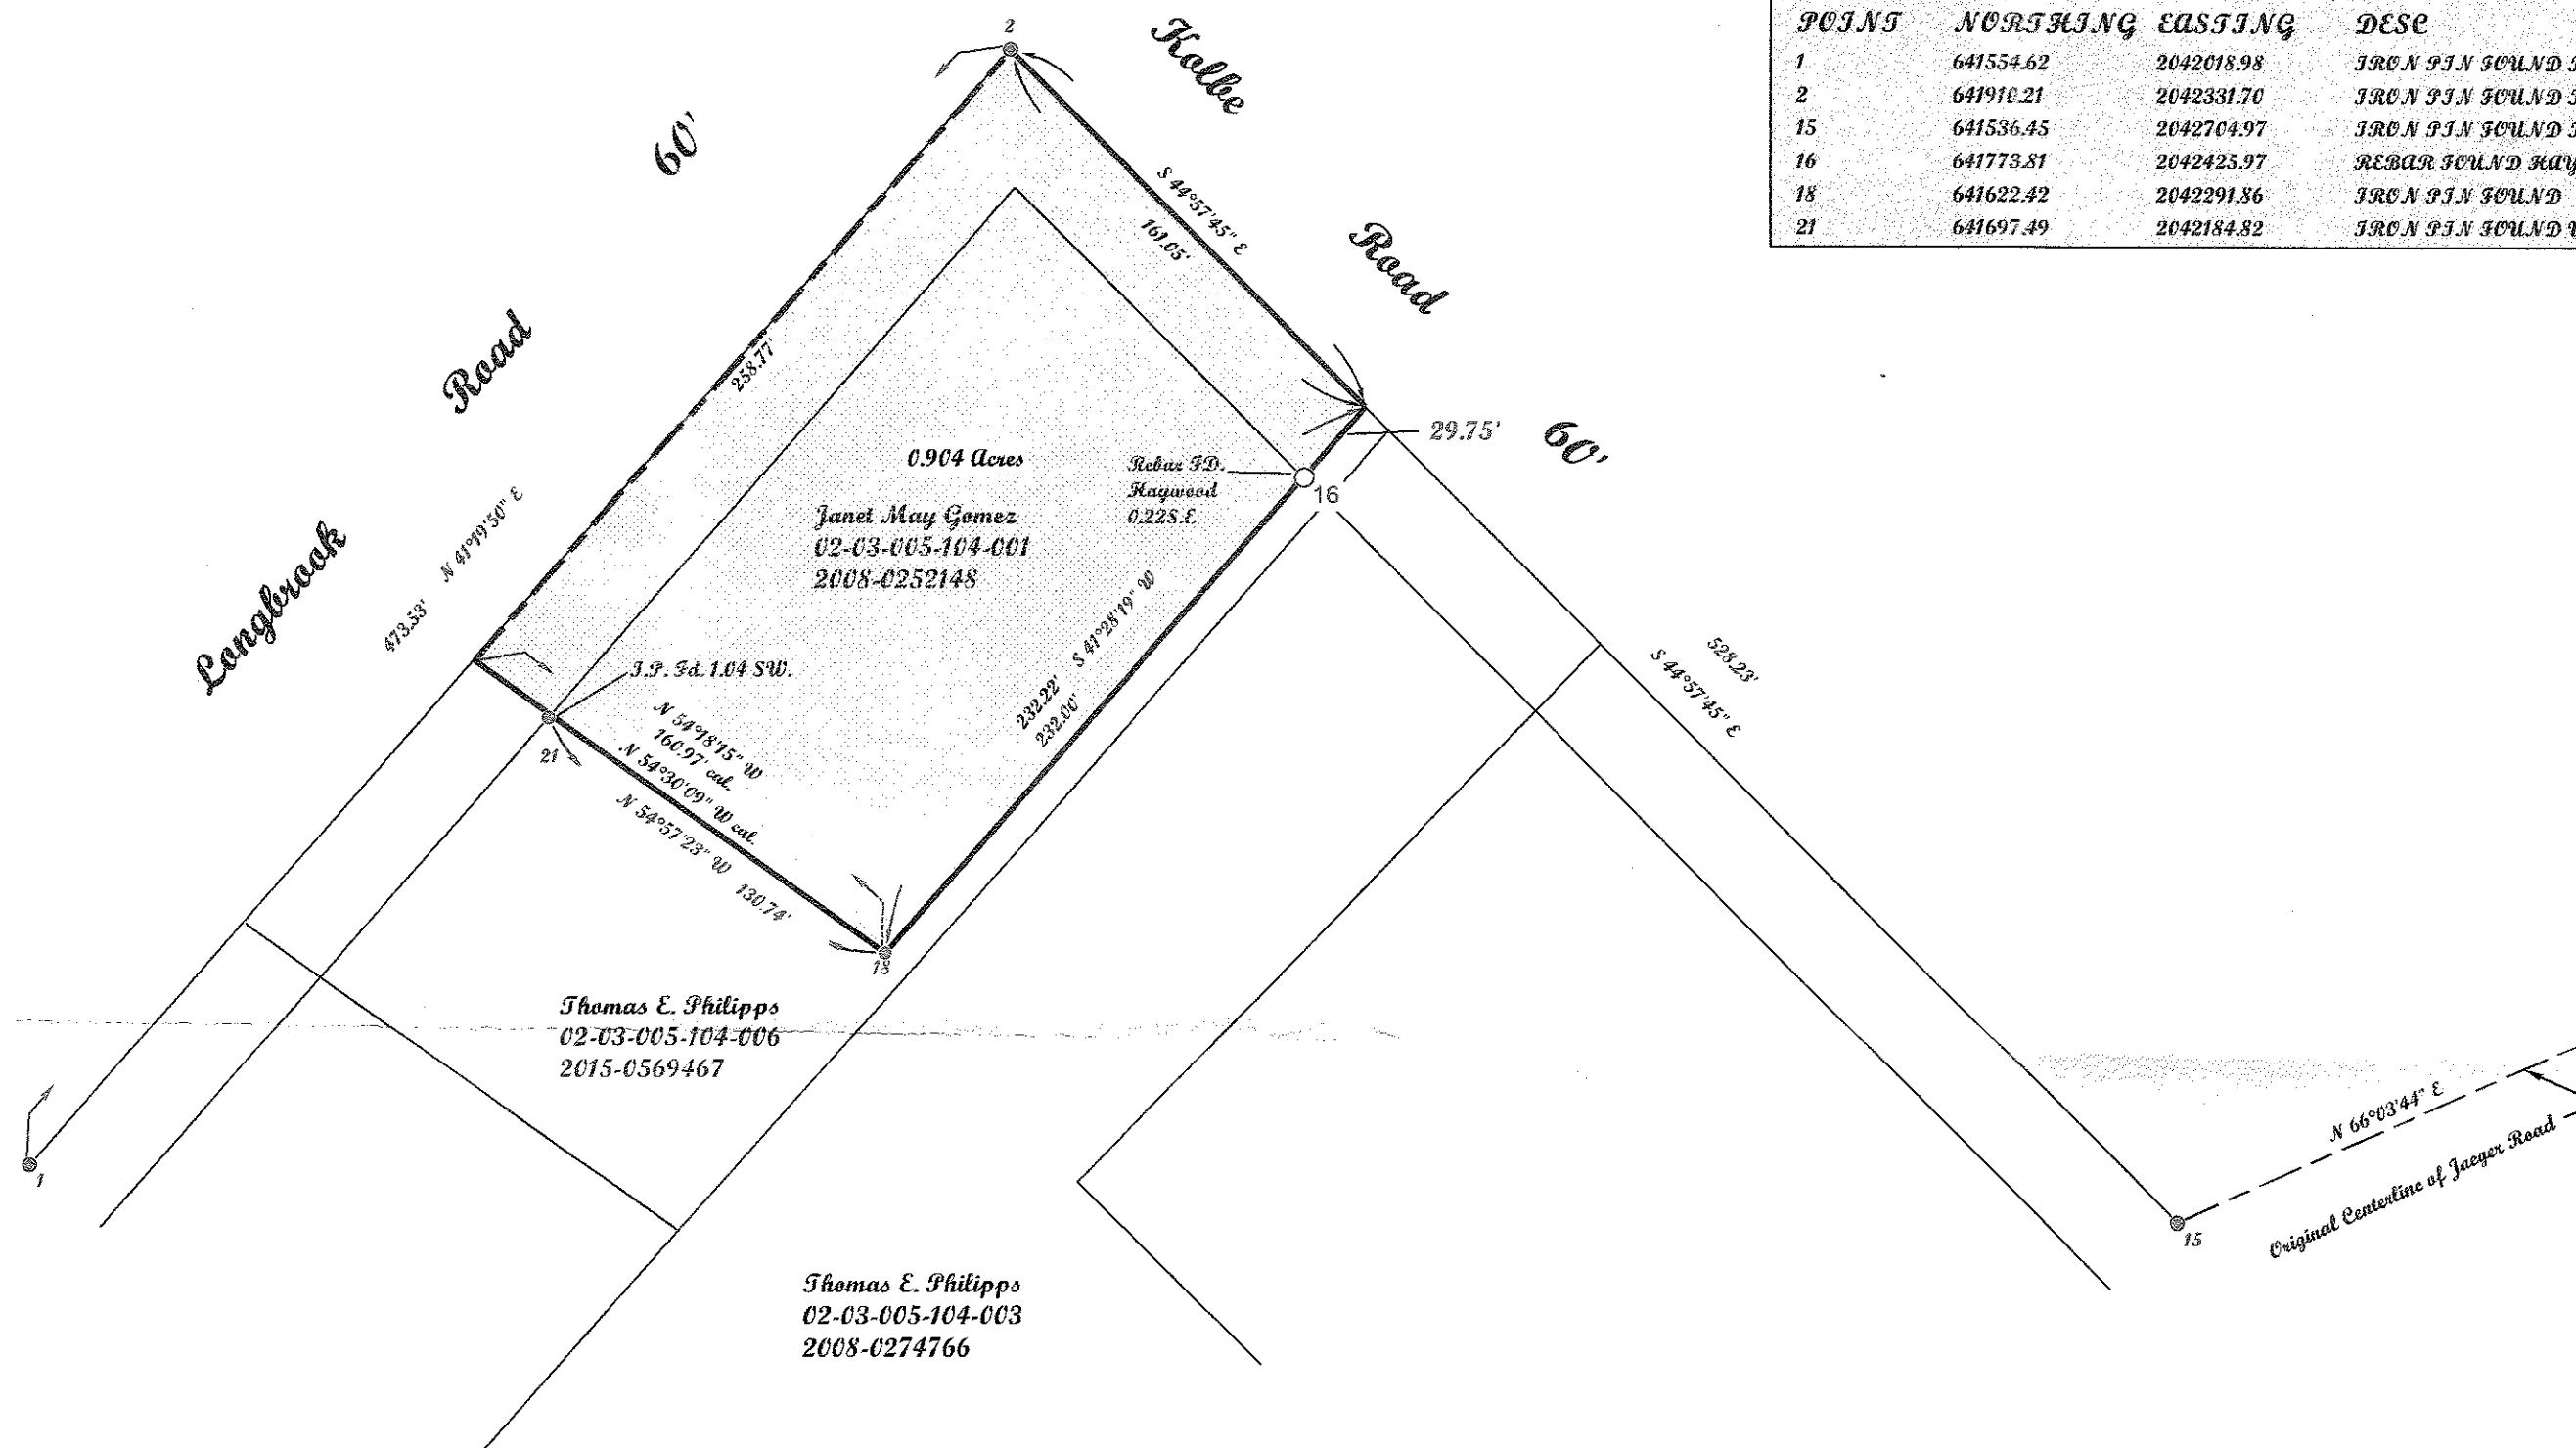 POINT NORTHING EASTING DESC
1 641554.62 2042018.98 IRON PIN FOUND
2 641910.21 2042331.70 IRON PIN FOUND
15 641536.45 2042704.97 IRON PIN FOUND
16 641773.81 2042425.97 REBAR FOUND HAY
18 641622.42 2042291.86 IRON PIN FOUND
21 641697.49 2042184.82 IRON PIN FOUND
2
Kolbe
Road
60'
60'
Longbrook
Road
S 44°57'45" E
161.05'
258.77'
29.75'
0.904 Acres
Janet May Gomez
02-03-005-104-001
2008-0252148
Rebar FD.
Haywood
0.22S.E.
16
N 41°19'50" E
473.53'
I.P. Fd. 1.04 SW.
21
N 54°18'15" W
160.97' cal.
N 54°30'09" W cal.
N 54°57'23" W 130.74'
S 41°28'19" W
232.22'
232.00'
528.23'
S 44°57'45" E
18
Thomas E. Philipps
02-03-005-104-006
2015-0569467
1
Thomas E. Philipps
02-03-005-104-003
2008-0274766
N 66°03'44" E
Original Centerline of Jaeger Road
15